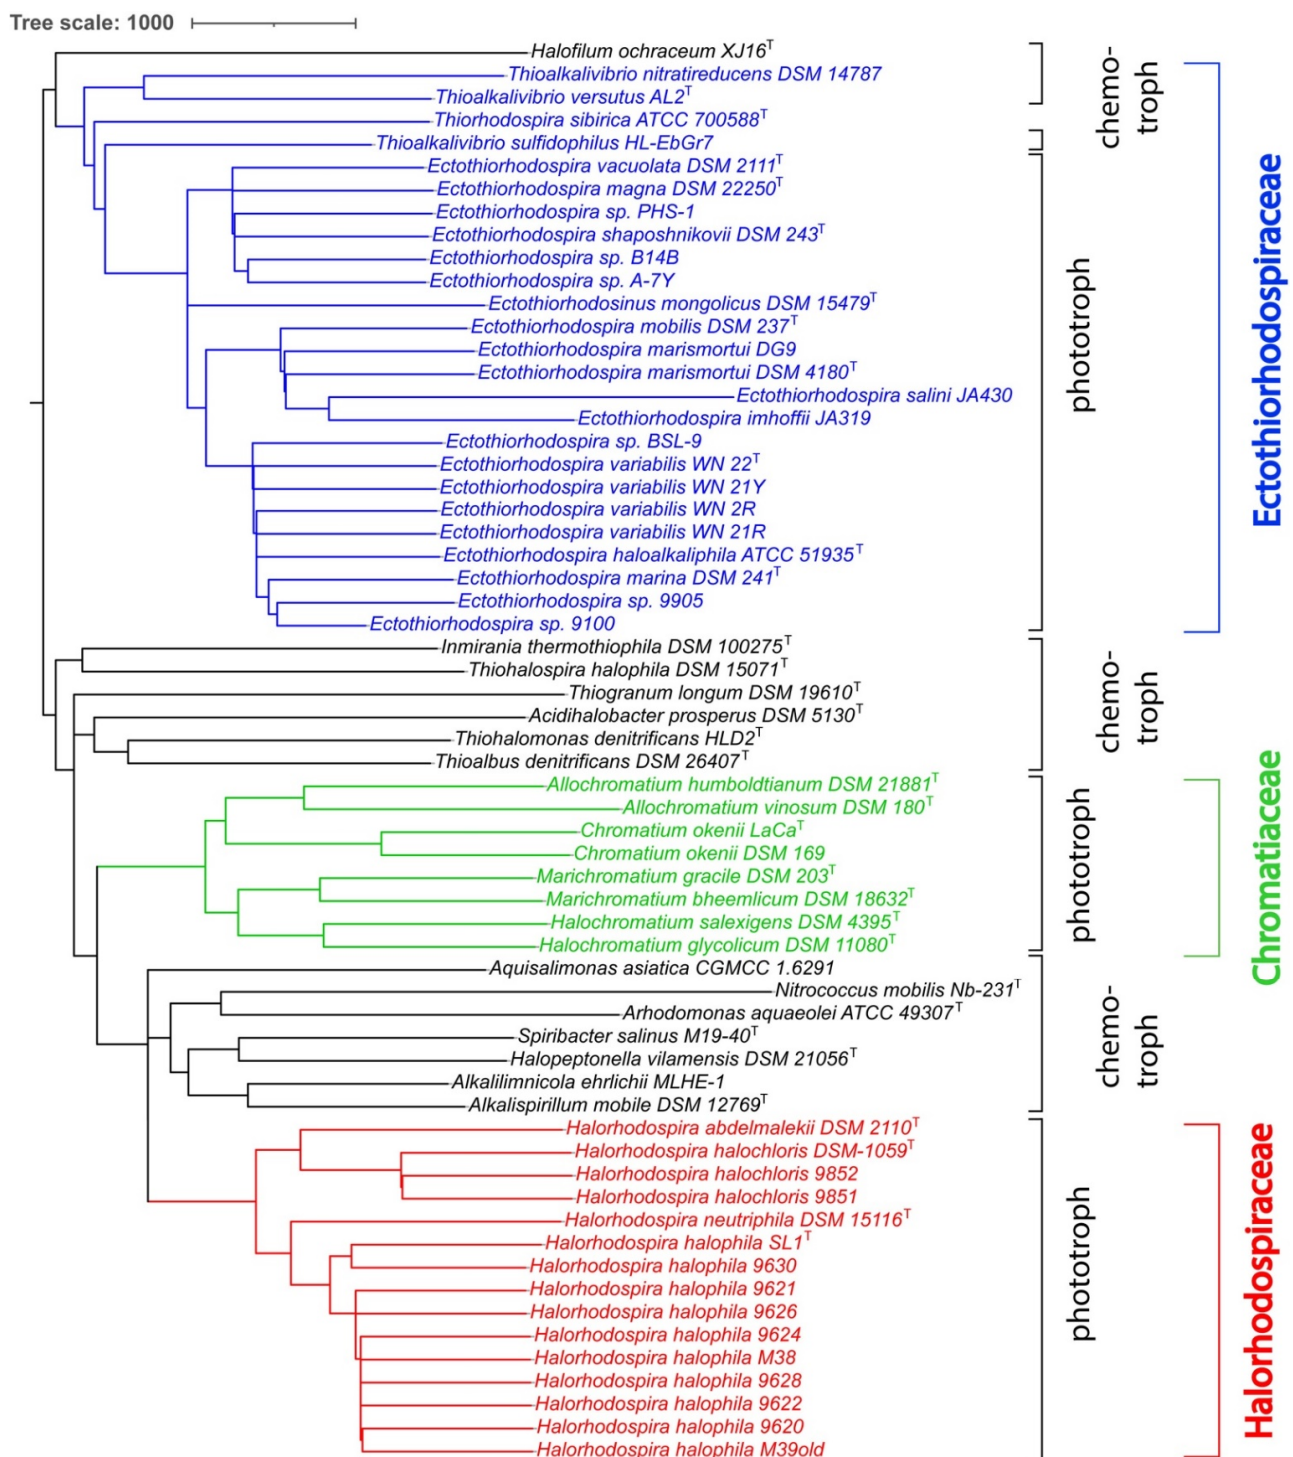 Tree scale: 1000
Halofilum ochraceum XJ16T
Thioalkalivibrio nitratireducens DSM 14787
Thioalkalivibrio versutus AL2T
Thiorhodospira sibirica ATCC 700588T
Thioalkalivibrio sulfidophilus HL-EbGr7
Ectothiorhodospira vacuolata DSM 2111T
Ectothiorhodospira magna DSM 22250T
Ectothiorhodospira sp. PHS-1
Ectothiorhodospira shaposhnikovii DSM 243T
Ectothiorhodospira sp. B14B
Ectothiorhodospira sp. A-7Y
Ectothiorhodosinus mongolicus DSM 15479T
Ectothiorhodospira mobilis DSM 237T
Ectothiorhodospira marismortui DG9
Ectothiorhodospira marismortui DSM 4180T
Ectothiorhodospira salini JA430
Ectothiorhodospira imhoffii JA319
Ectothiorhodospira sp. BSL-9
Ectothiorhodospira variabilis WN 22T
Ectothiorhodospira variabilis WN 21Y
Ectothiorhodospira variabilis WN 2R
Ectothiorhodospira variabilis WN 21R
Ectothiorhodospira haloalkaliphila ATCC 51935T
Ectothiorhodospira marina DSM 241T
Ectothiorhodospira sp. 9905
Ectothiorhodospira sp. 9100
Inmirania thermothiophila DSM 100275T
Thiohalospira halophila DSM 15071T
Thiogranum longum DSM 19610T
Acidihalobacter prosperus DSM 5130T
Thiohalomonas denitrificans HLD2T
Thioalbus denitrificans DSM 26407T
Allochromatium humboldtianum DSM 21881T
Allochromatium vinosum DSM 180T
Chromatium okenii LaCaT
Chromatium okenii DSM 169
Marichromatium gracile DSM 203T
Marichromatium bheemlicum DSM 18632T
Halochromatium salexigens DSM 4395T
Halochromatium glycolicum DSM 11080T
Aquisalimonas asiatica CGMCC 1.6291
Nitrococcus mobilis Nb-231T
Arhodomonas aquaeolei ATCC 49307T
Spiribacter salinus M19-40T
Halopeptonella vilamensis DSM 21056T
Alkalilimnicola ehrlichii MLHE-1
Alkalispirillum mobile DSM 12769T
Halorhodospira abdelmalekii DSM 2110T
Halorhodospira halochloris DSM-1059T
Halorhodospira halochloris 9852
Halorhodospira halochloris 9851
Halorhodospira neutriphila DSM 15116T
Halorhodospira halophila SL1T
Halorhodospira halophila 9630
Halorhodospira halophila 9621
Halorhodospira halophila 9626
Halorhodospira halophila 9624
Halorhodospira halophila M38
Halorhodospira halophila 9628
Halorhodospira halophila 9622
Halorhodospira halophila 9620
Halorhodospira halophila M39old
chemo-
troph
phototroph
chemo-
troph
phototroph
chemo-
troph
phototroph
Ectothiorhodospiraceae
Chromatiaceae
Halorhodospiraceae